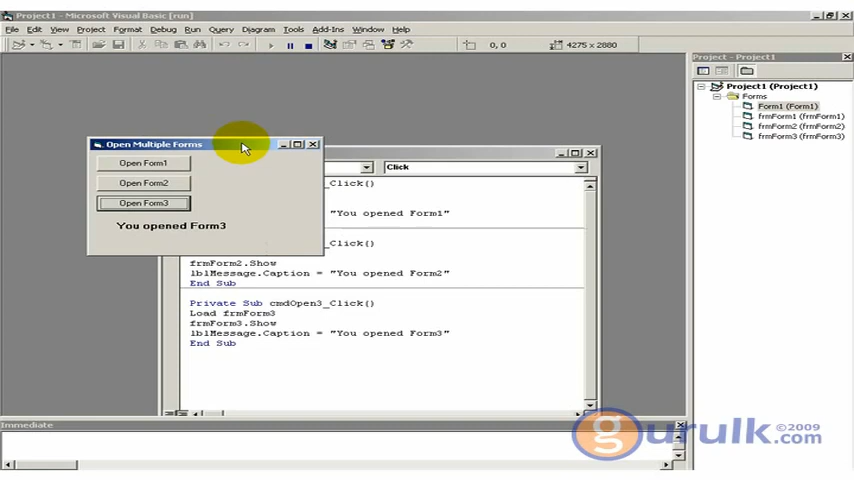 Project1 - Microsoft Visual Basic [run]
File Edit View Project Format Debug Run Query Diagram Tools Add-Ins Window Help
0, 0 4275 x 2880
Project - Project1
Project1 (Project1)
Forms
Form1 (Form1)
frmForm1 (frmForm1)
frmForm2 (frmForm2)
frmForm3 (frmForm3)
Open Multiple Forms
Open Form1
Open Form2
Open Form3
You opened Form3
Click
_Click()
"You opened Form1"
_Click()
frmForm2.Show
lblMessage.Caption = "You opened Form2"
End Sub
Private Sub cmdOpen3_Click()
Load frmForm3
frmForm3.Show
lblMessage.Caption = "You opened Form3"
End Sub
Immediate
gurulk.com ©2009